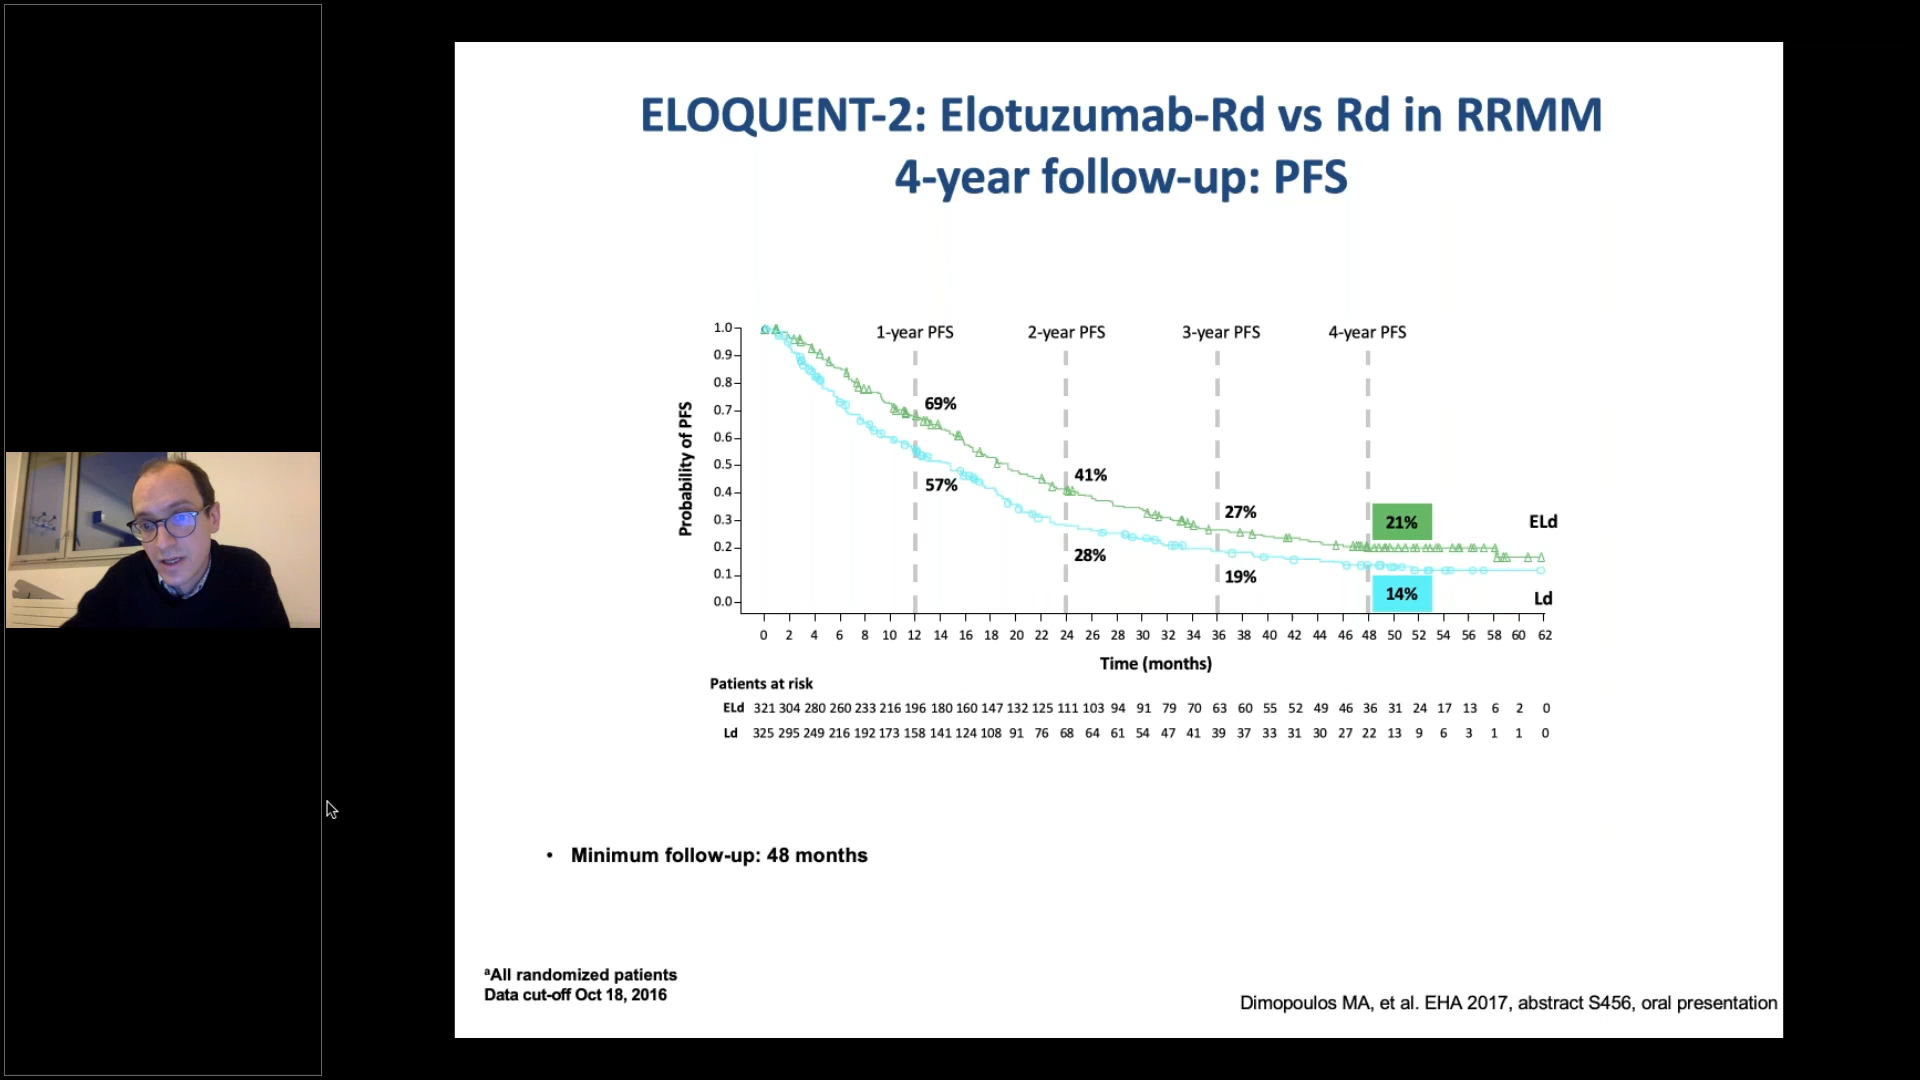 ELOQUENT-2: Elotuzumab-Rd vs Rd in RRMM
4-year follow-up: PFS
1-year PFS
2-year PFS
3-year PFS
4-year PFS
Probability of PFS
1.0
0.9
0.8
0.7
0.6
0.5
0.4
0.3
0.2
0.1
0.0
69%
57%
41%
28%
27%
19%
21%
14%
ELd
Ld
0 2 4 6 8 10 12 14 16 18 20 22 24 26 28 30 32 34 36 38 40 42 44 46 48 50 52 54 56 58 60 62
Time (months)
Patients at risk
ELd 321 304 280 260 233 216 196 180 160 147 132 125 111 103 94 91 79 70 63 60 55 52 49 46 36 31 24 17 13 6 2 0
Ld 325 295 249 216 192 173 158 141 124 108 91 76 68 64 61 54 47 41 39 37 33 31 30 27 22 13 9 6 3 1 1 0
• Minimum follow-up: 48 months
ᵃAll randomized patients
Data cut-off Oct 18, 2016
Dimopoulos MA, et al. EHA 2017, abstract S456, oral presentation